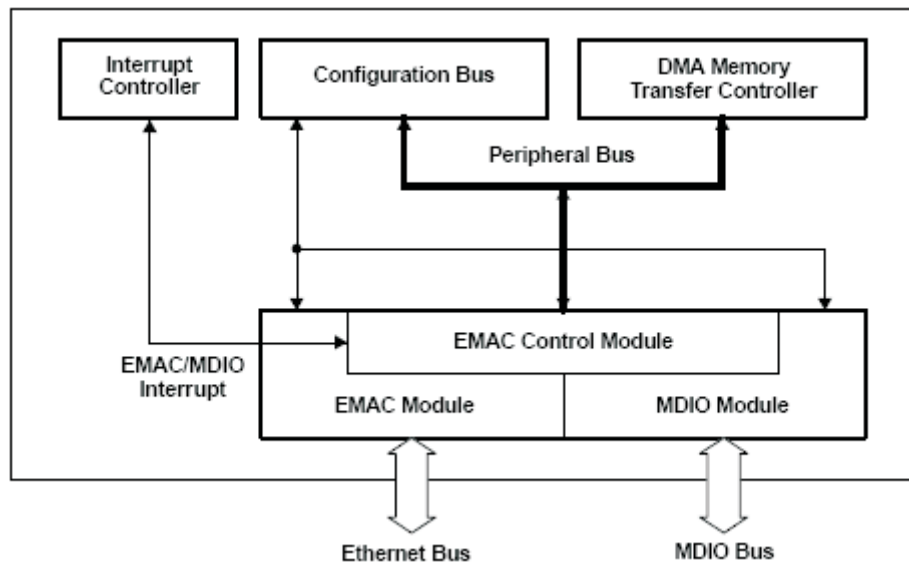 Interrupt
Controller
Configuration Bus
DMA Memory
Transfer Controller
Peripheral Bus
EMAC Control Module
EMAC/MDIO
Interrupt
EMAC Module
MDIO Module
Ethernet Bus
MDIO Bus